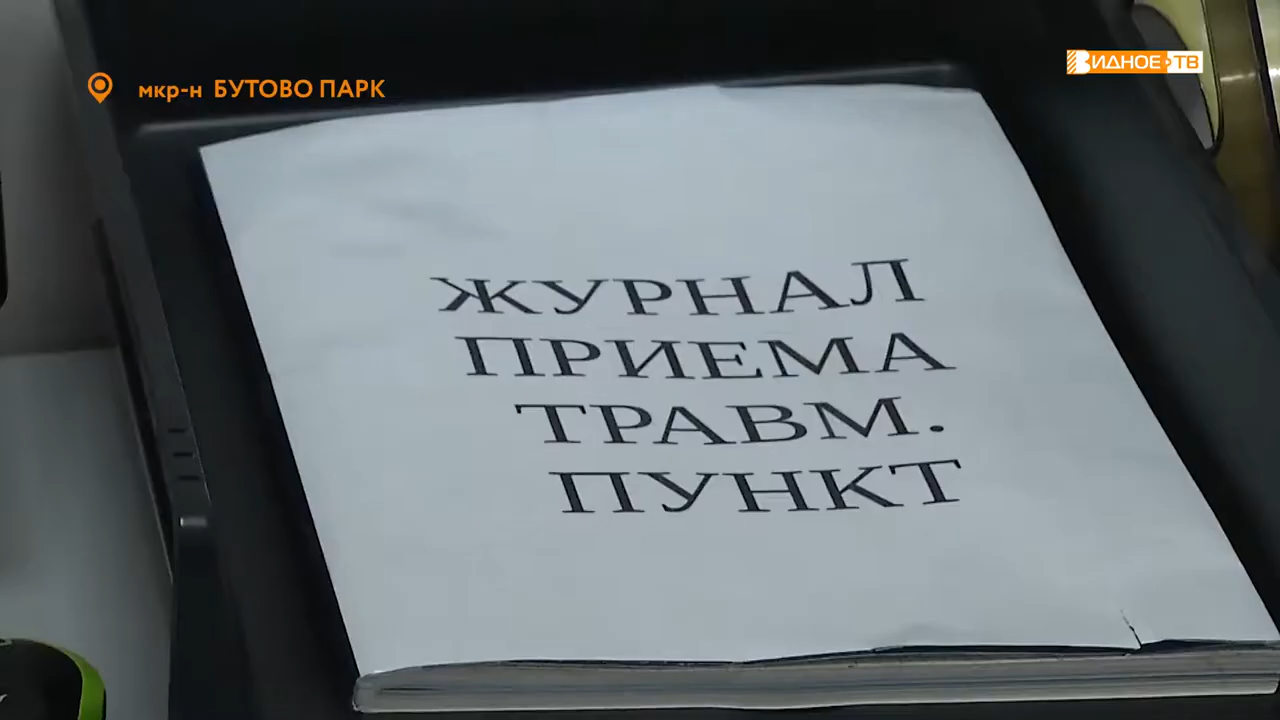 мкр-н БУТОВО ПАРК
ВИДНОЕ ТВ
ЖУРНАЛ
ПРИЕМА
ТРАВМ.
ПУНКТ